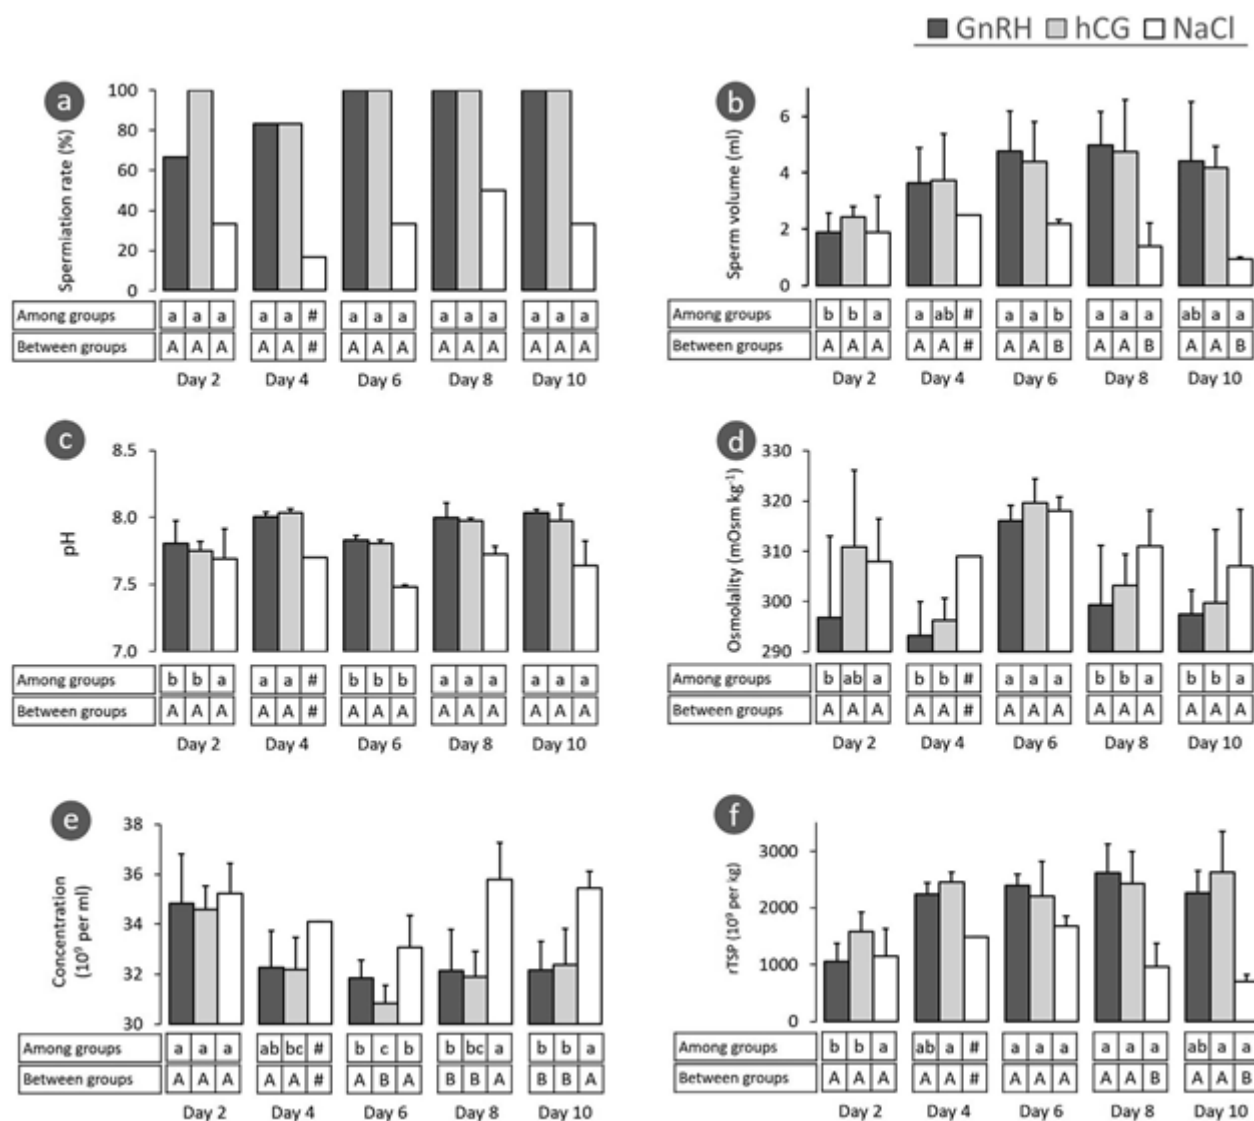 GnRH hCG NaCl
a
Spermiation rate (%)
100
80
60
40
20
0
Among groups a a a a a # a a a a a a a a a
Between groups A A A A A # A A A A A A A A A
Day 2 Day 4 Day 6 Day 8 Day 10
b
Sperm volume (ml)
6
4
2
0
Among groups b b a a ab # a a b a a a ab a a
Between groups A A A A A # A A B A A B A A B
Day 2 Day 4 Day 6 Day 8 Day 10
c
pH
8.5
8.0
7.5
7.0
Among groups b b a a a # b b b a a a a a a
Between groups A A A A A # A A A A A A A A A
Day 2 Day 4 Day 6 Day 8 Day 10
d
Osmolality (mOsm kg⁻¹)
330
320
310
300
290
Among groups b ab a b b # a a a b b a b b a
Between groups A A A A A # A A A A A A A A A
Day 2 Day 4 Day 6 Day 8 Day 10
e
Concentration
(10⁹ per ml)
38
36
34
32
30
Among groups a a a ab bc # b c b b bc a b b a
Between groups A A A A A # A B A B B A B B A
Day 2 Day 4 Day 6 Day 8 Day 10
f
rTSP (10⁹ per kg)
3000
2000
1000
0
Among groups b b a ab a # a a a a a a ab a a
Between groups A A A A A # A A A A A B A A B
Day 2 Day 4 Day 6 Day 8 Day 10